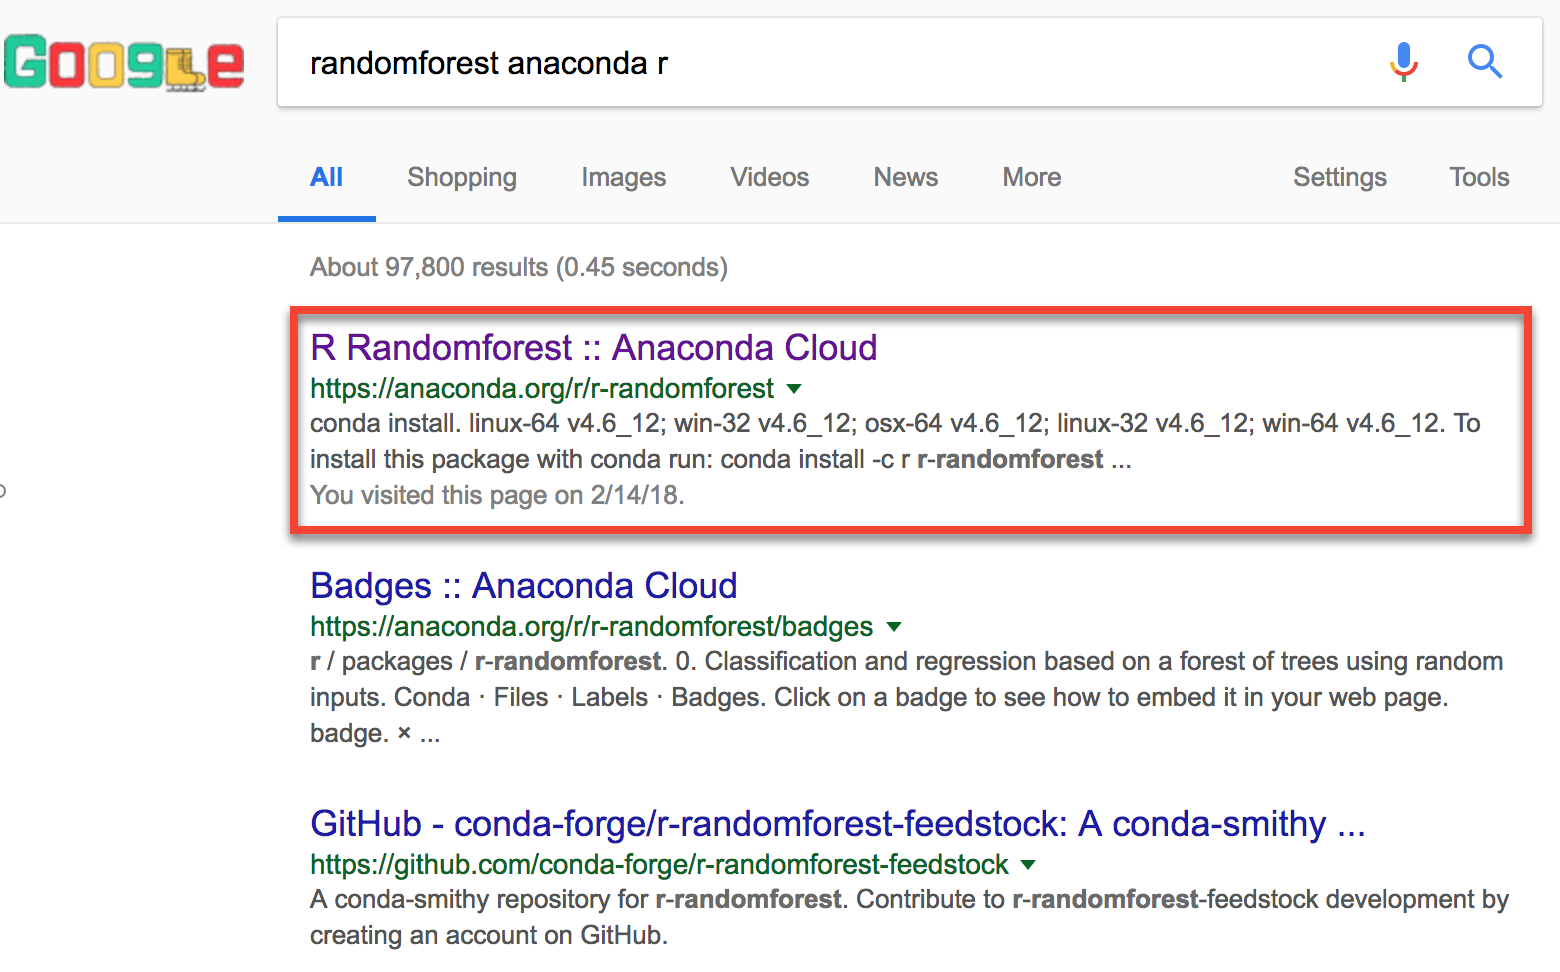 Google
randomforest anaconda r
All Shopping Images Videos News More Settings Tools
About 97,800 results (0.45 seconds)
R Randomforest :: Anaconda Cloud
https://anaconda.org/r/r-randomforest
conda install. linux-64 v4.6_12; win-32 v4.6_12; osx-64 v4.6_12; linux-32 v4.6_12; win-64 v4.6_12. To
install this package with conda run: conda install -c r r-randomforest ...
You visited this page on 2/14/18.
Badges :: Anaconda Cloud
https://anaconda.org/r/r-randomforest/badges
r / packages / r-randomforest. 0. Classification and regression based on a forest of trees using random
inputs. Conda · Files · Labels · Badges. Click on a badge to see how to embed it in your web page.
badge. × ...
GitHub - conda-forge/r-randomforest-feedstock: A conda-smithy ...
https://github.com/conda-forge/r-randomforest-feedstock
A conda-smithy repository for r-randomforest. Contribute to r-randomforest-feedstock development by
creating an account on GitHub.